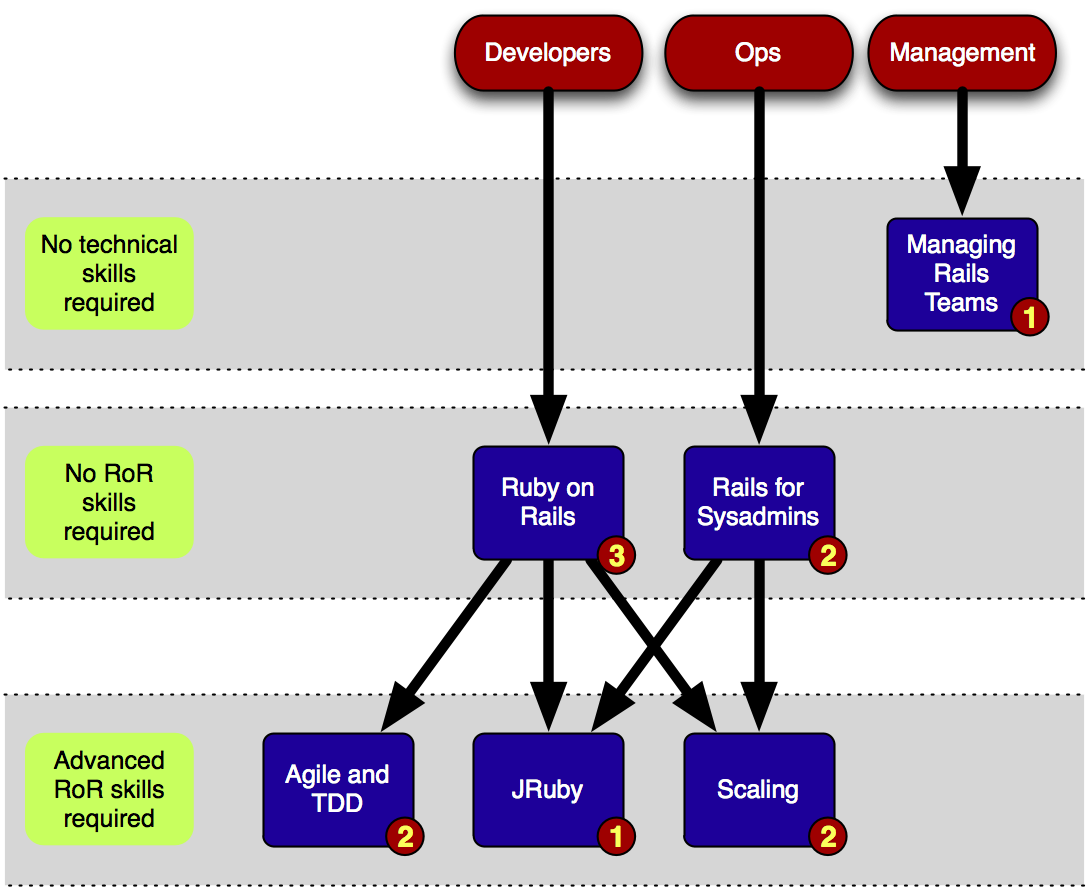 Developers
Ops
Management
No technical
skills
required
Managing
Rails
Teams
1
No RoR
skills
required
Ruby on
Rails
3
Rails for
Sysadmins
2
Advanced
RoR skills
required
Agile and
TDD
2
JRuby
1
Scaling
2